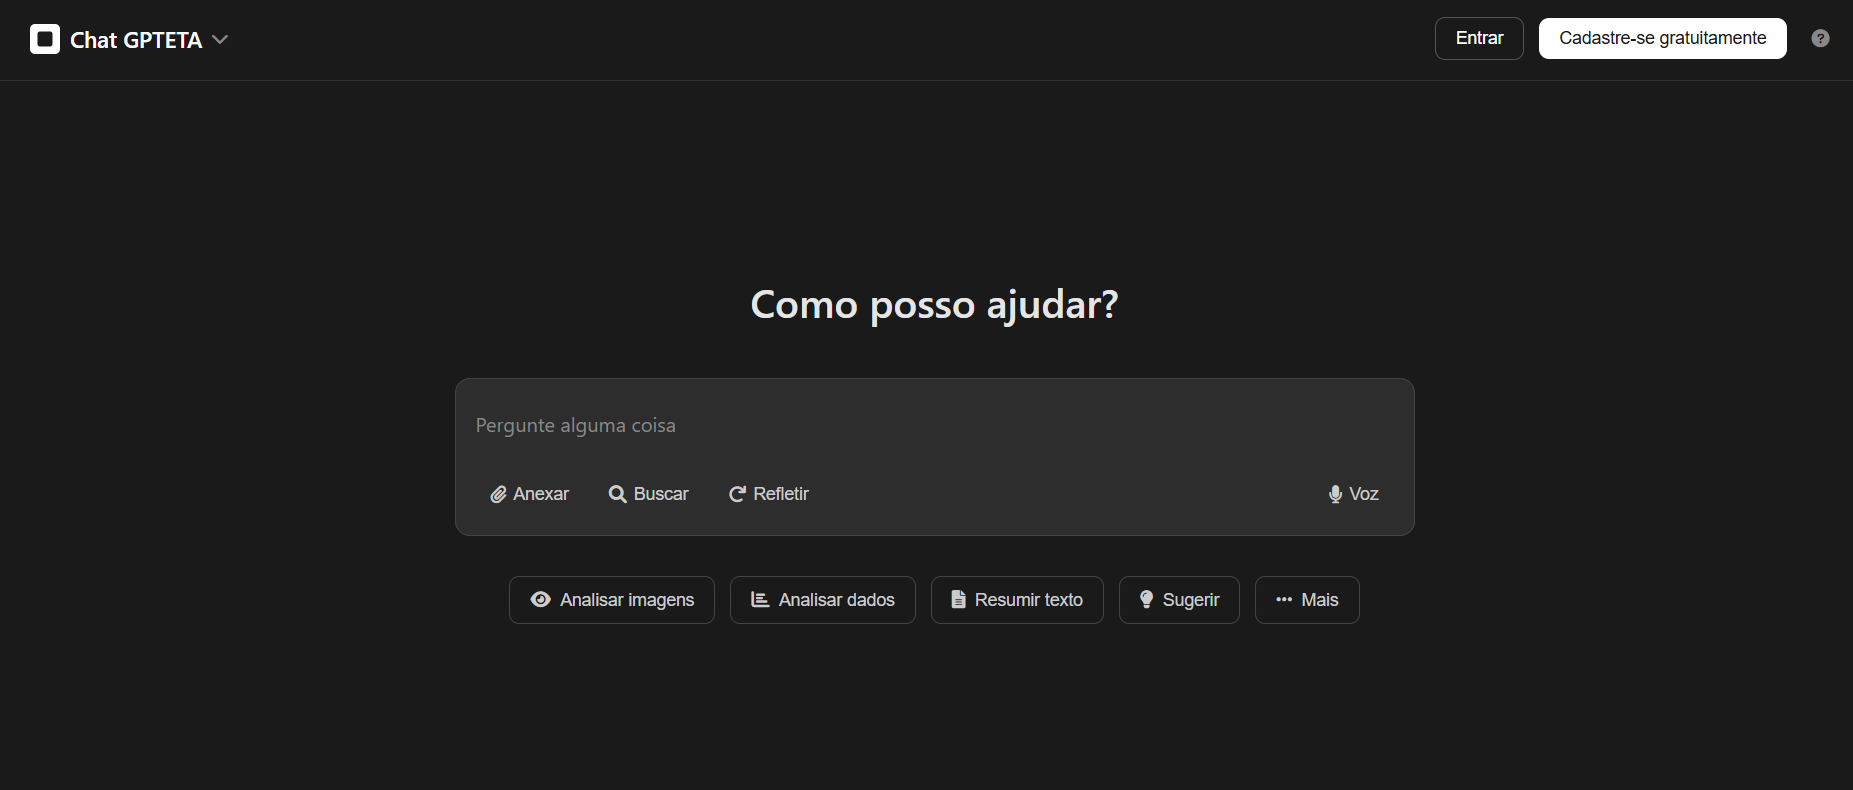 Chat GPTETA
Entrar
Cadastre-se gratuitamente
?
Como posso ajudar?
Pergunte alguma coisa
Anexar
Buscar
Refletir
Voz
Analisar imagens
Analisar dados
Resumir texto
Sugerir
Mais